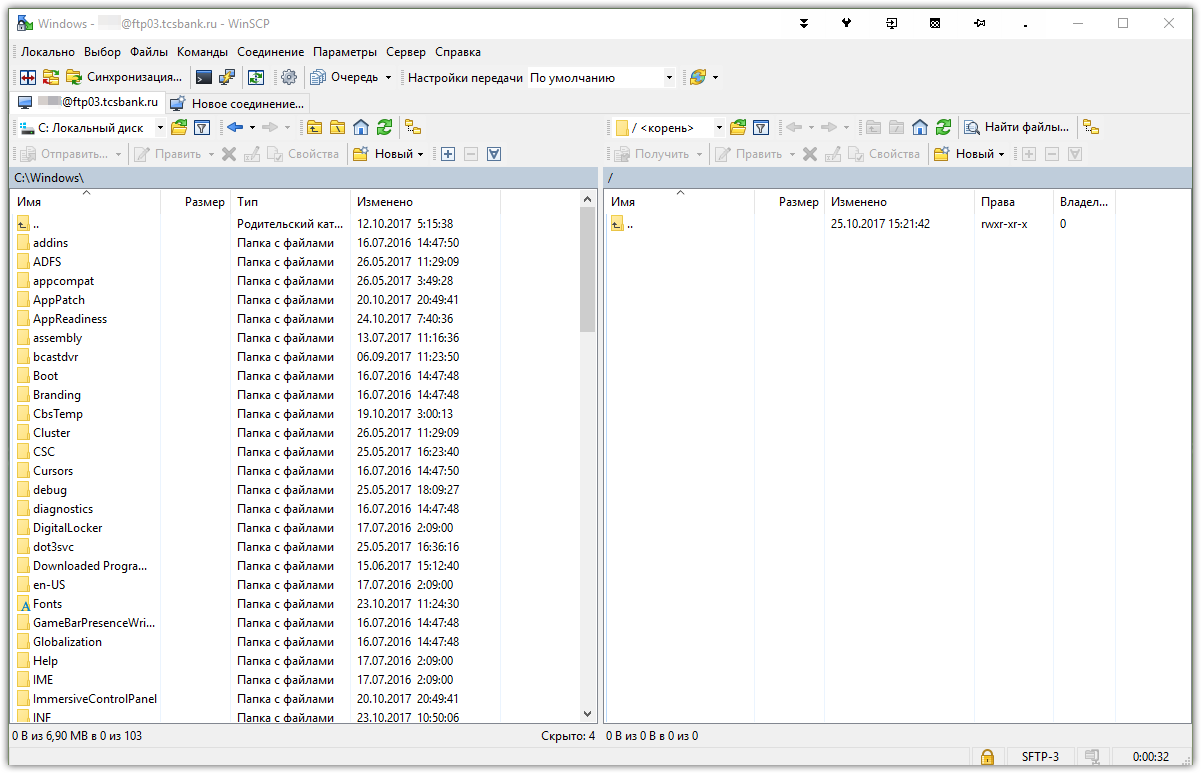 Windows - @ftp03.tcsbank.ru - WinSCP
Локально Выбор Файлы Команды Соединение Параметры Сервер Справка
Синхронизация... Очередь Настройки передачи По умолчанию
@ftp03.tcsbank.ru Новое соединение...
C: Локальный диск / <корень> Найти файлы...
Отправить... Править Свойства Новый Получить Править Свойства Новый
C:\Windows\ /
Имя Размер Тип Изменено Имя Размер Изменено Права Владел...
.. Родительский кат... 12.10.2017 5:15:38 .. 25.10.2017 15:21:42 rwxr-xr-x 0
addins Папка с файлами 16.07.2016 14:47:50
ADFS Папка с файлами 26.05.2017 11:29:09
appcompat Папка с файлами 26.05.2017 3:49:28
AppPatch Папка с файлами 20.10.2017 20:49:41
AppReadiness Папка с файлами 24.10.2017 7:40:36
assembly Папка с файлами 13.07.2017 11:16:36
bcastdvr Папка с файлами 06.09.2017 11:23:50
Boot Папка с файлами 16.07.2016 14:47:48
Branding Папка с файлами 16.07.2016 14:47:48
CbsTemp Папка с файлами 19.10.2017 3:00:13
Cluster Папка с файлами 26.05.2017 11:29:09
CSC Папка с файлами 25.05.2017 16:23:40
Cursors Папка с файлами 16.07.2016 14:47:50
debug Папка с файлами 25.05.2017 18:09:27
diagnostics Папка с файлами 16.07.2016 14:47:48
DigitalLocker Папка с файлами 17.07.2016 2:09:00
dot3svc Папка с файлами 25.05.2017 16:36:16
Downloaded Progra... Папка с файлами 15.06.2017 15:12:40
en-US Папка с файлами 17.07.2016 2:09:00
Fonts Папка с файлами 23.10.2017 11:24:30
GameBarPresenceWri... Папка с файлами 16.07.2016 14:47:48
Globalization Папка с файлами 16.07.2016 14:47:48
Help Папка с файлами 17.07.2016 2:09:00
IME Папка с файлами 17.07.2016 2:09:00
ImmersiveControlPanel Папка с файлами 20.10.2017 20:49:41
INF Папка с файлами 23.10.2017 10:50:06
0 B из 6,90 MB в 0 из 103 Скрыто: 4 0 B из 0 B в 0 из 0
SFTP-3 0:00:32